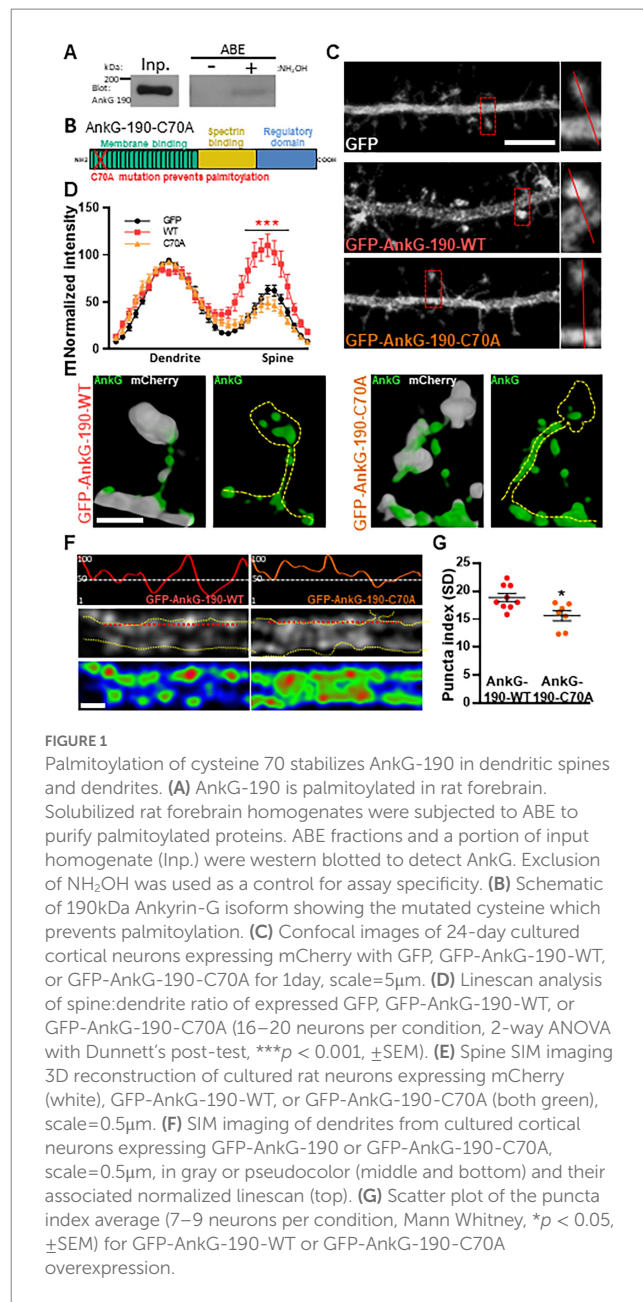 A
kDa:
Inp.
ABE
200
-
+
:NH₂OH
Blot:
AnkG-190
B
AnkG-190-C70A
Membrane binding
Spectrin
binding
Regulatory
domain
NH2
COOH
C70A mutation prevents palmitoylation
C
GFP
GFP-AnkG-190-WT
GFP-AnkG-190-C70A
D
Normalized intensity
150
100
50
0
GFP
WT
C70A
***
Dendrite
Spine
E
GFP-AnkG-190-WT
AnkG mCherry
AnkG
GFP-AnkG-190-C70A
AnkG mCherry
AnkG
F
100
50
1
GFP-AnkG-190-WT
100
50
1
GFP-AnkG-190-C70A
G
Puncta index (SD)
25
20
15
10
5
0
*
AnkG-
190-WT
AnkG-
190-C70A
FIGURE 1
Palmitoylation of cysteine 70 stabilizes AnkG-190 in dendritic spines
and dendrites. (A) AnkG-190 is palmitoylated in rat forebrain.
Solubilized rat forebrain homogenates were subjected to ABE to
purify palmitoylated proteins. ABE fractions and a portion of input
homogenate (Inp.) were western blotted to detect AnkG. Exclusion
of NH₂OH was used as a control for assay specificity. (B) Schematic
of 190kDa Ankyrin-G isoform showing the mutated cysteine which
prevents palmitoylation. (C) Confocal images of 24-day cultured
cortical neurons expressing mCherry with GFP, GFP-AnkG-190-WT,
or GFP-AnkG-190-C70A for 1day, scale=5μm. (D) Linescan analysis
of spine:dendrite ratio of expressed GFP, GFP-AnkG-190-WT, or
GFP-AnkG-190-C70A (16–20 neurons per condition, 2-way ANOVA
with Dunnett's post-test, ***p < 0.001, ±SEM). (E) Spine SIM imaging
3D reconstruction of cultured rat neurons expressing mCherry
(white), GFP-AnkG-190-WT, or GFP-AnkG-190-C70A (both green),
scale=0.5μm. (F) SIM imaging of dendrites from cultured cortical
neurons expressing GFP-AnkG-190 or GFP-AnkG-190-C70A,
scale=0.5μm, in gray or pseudocolor (middle and bottom) and their
associated normalized linescan (top). (G) Scatter plot of the puncta
index average (7–9 neurons per condition, Mann Whitney, *p < 0.05,
±SEM) for GFP-AnkG-190-WT or GFP-AnkG-190-C70A
overexpression.